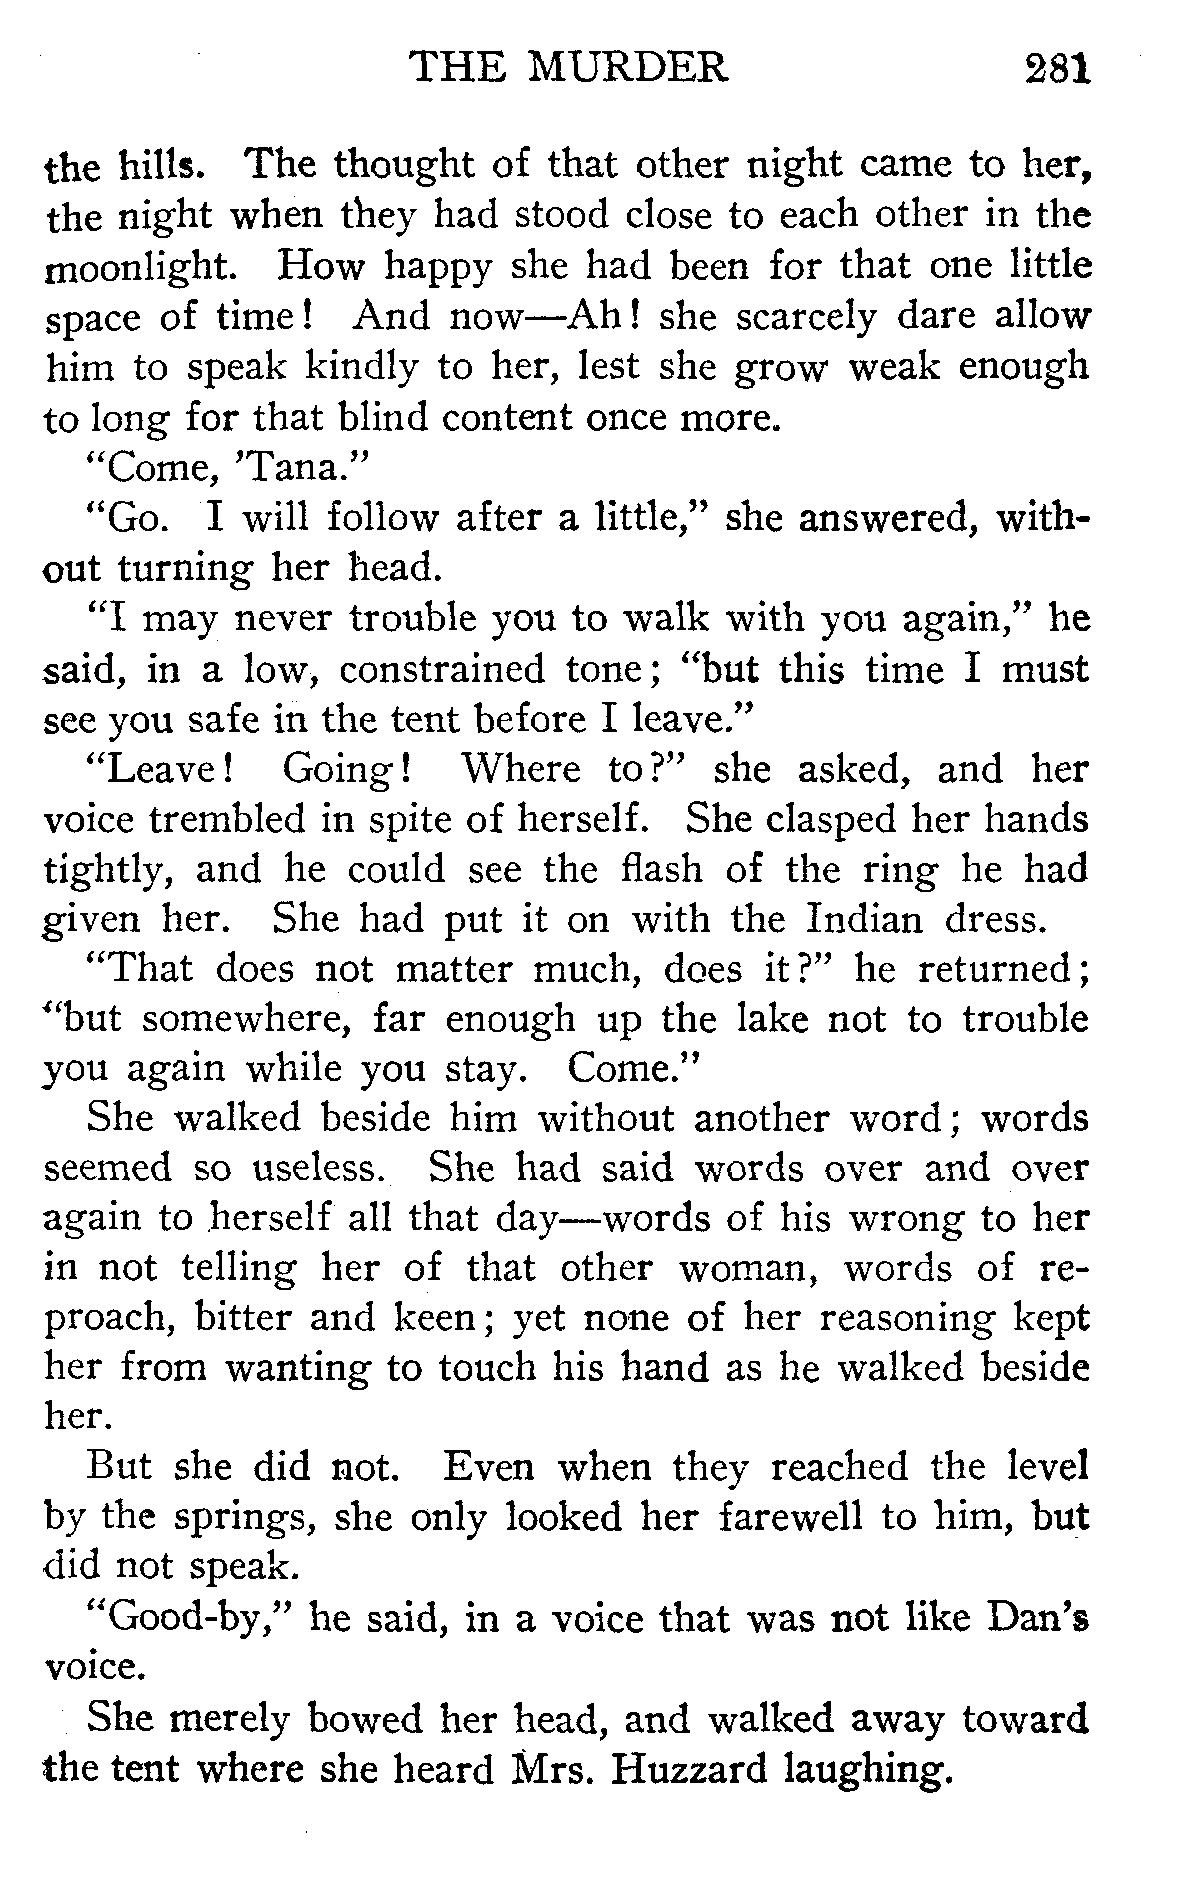 THE MURDER 281
the hills. The thought of that other night came to her,
the night when they had stood close to each other in the
moonlight. How happy she had been for that one little
space of time! And now—Ah! she scarcely dare allow
him to speak kindly to her, lest she grow weak enough
to long for that blind content once more.
"Come, 'Tana."
"Go. I will follow after a little," she answered, with-
out turning her head.
"I may never trouble you to walk with you again," he
said, in a low, constrained tone; "but this time I must
see you safe in the tent before I leave."
"Leave! Going! Where to?" she asked, and her
voice trembled in spite of herself. She clasped her hands
tightly, and he could see the flash of the ring he had
given her. She had put it on with the Indian dress.
"That does not matter much, does it?" he returned;
"but somewhere, far enough up the lake not to trouble
you again while you stay. Come."
She walked beside him without another word; words
seemed so useless. She had said words over and over
again to herself all that day—words of his wrong to her
in not telling her of that other woman, words of re-
proach, bitter and keen; yet none of her reasoning kept
her from wanting to touch his hand as he walked beside
her.
But she did not. Even when they reached the level
by the springs, she only looked her farewell to him, but
did not speak.
"Good-by," he said, in a voice that was not like Dan's
voice.
She merely bowed her head, and walked away toward
the tent where she heard Mrs. Huzzard laughing.